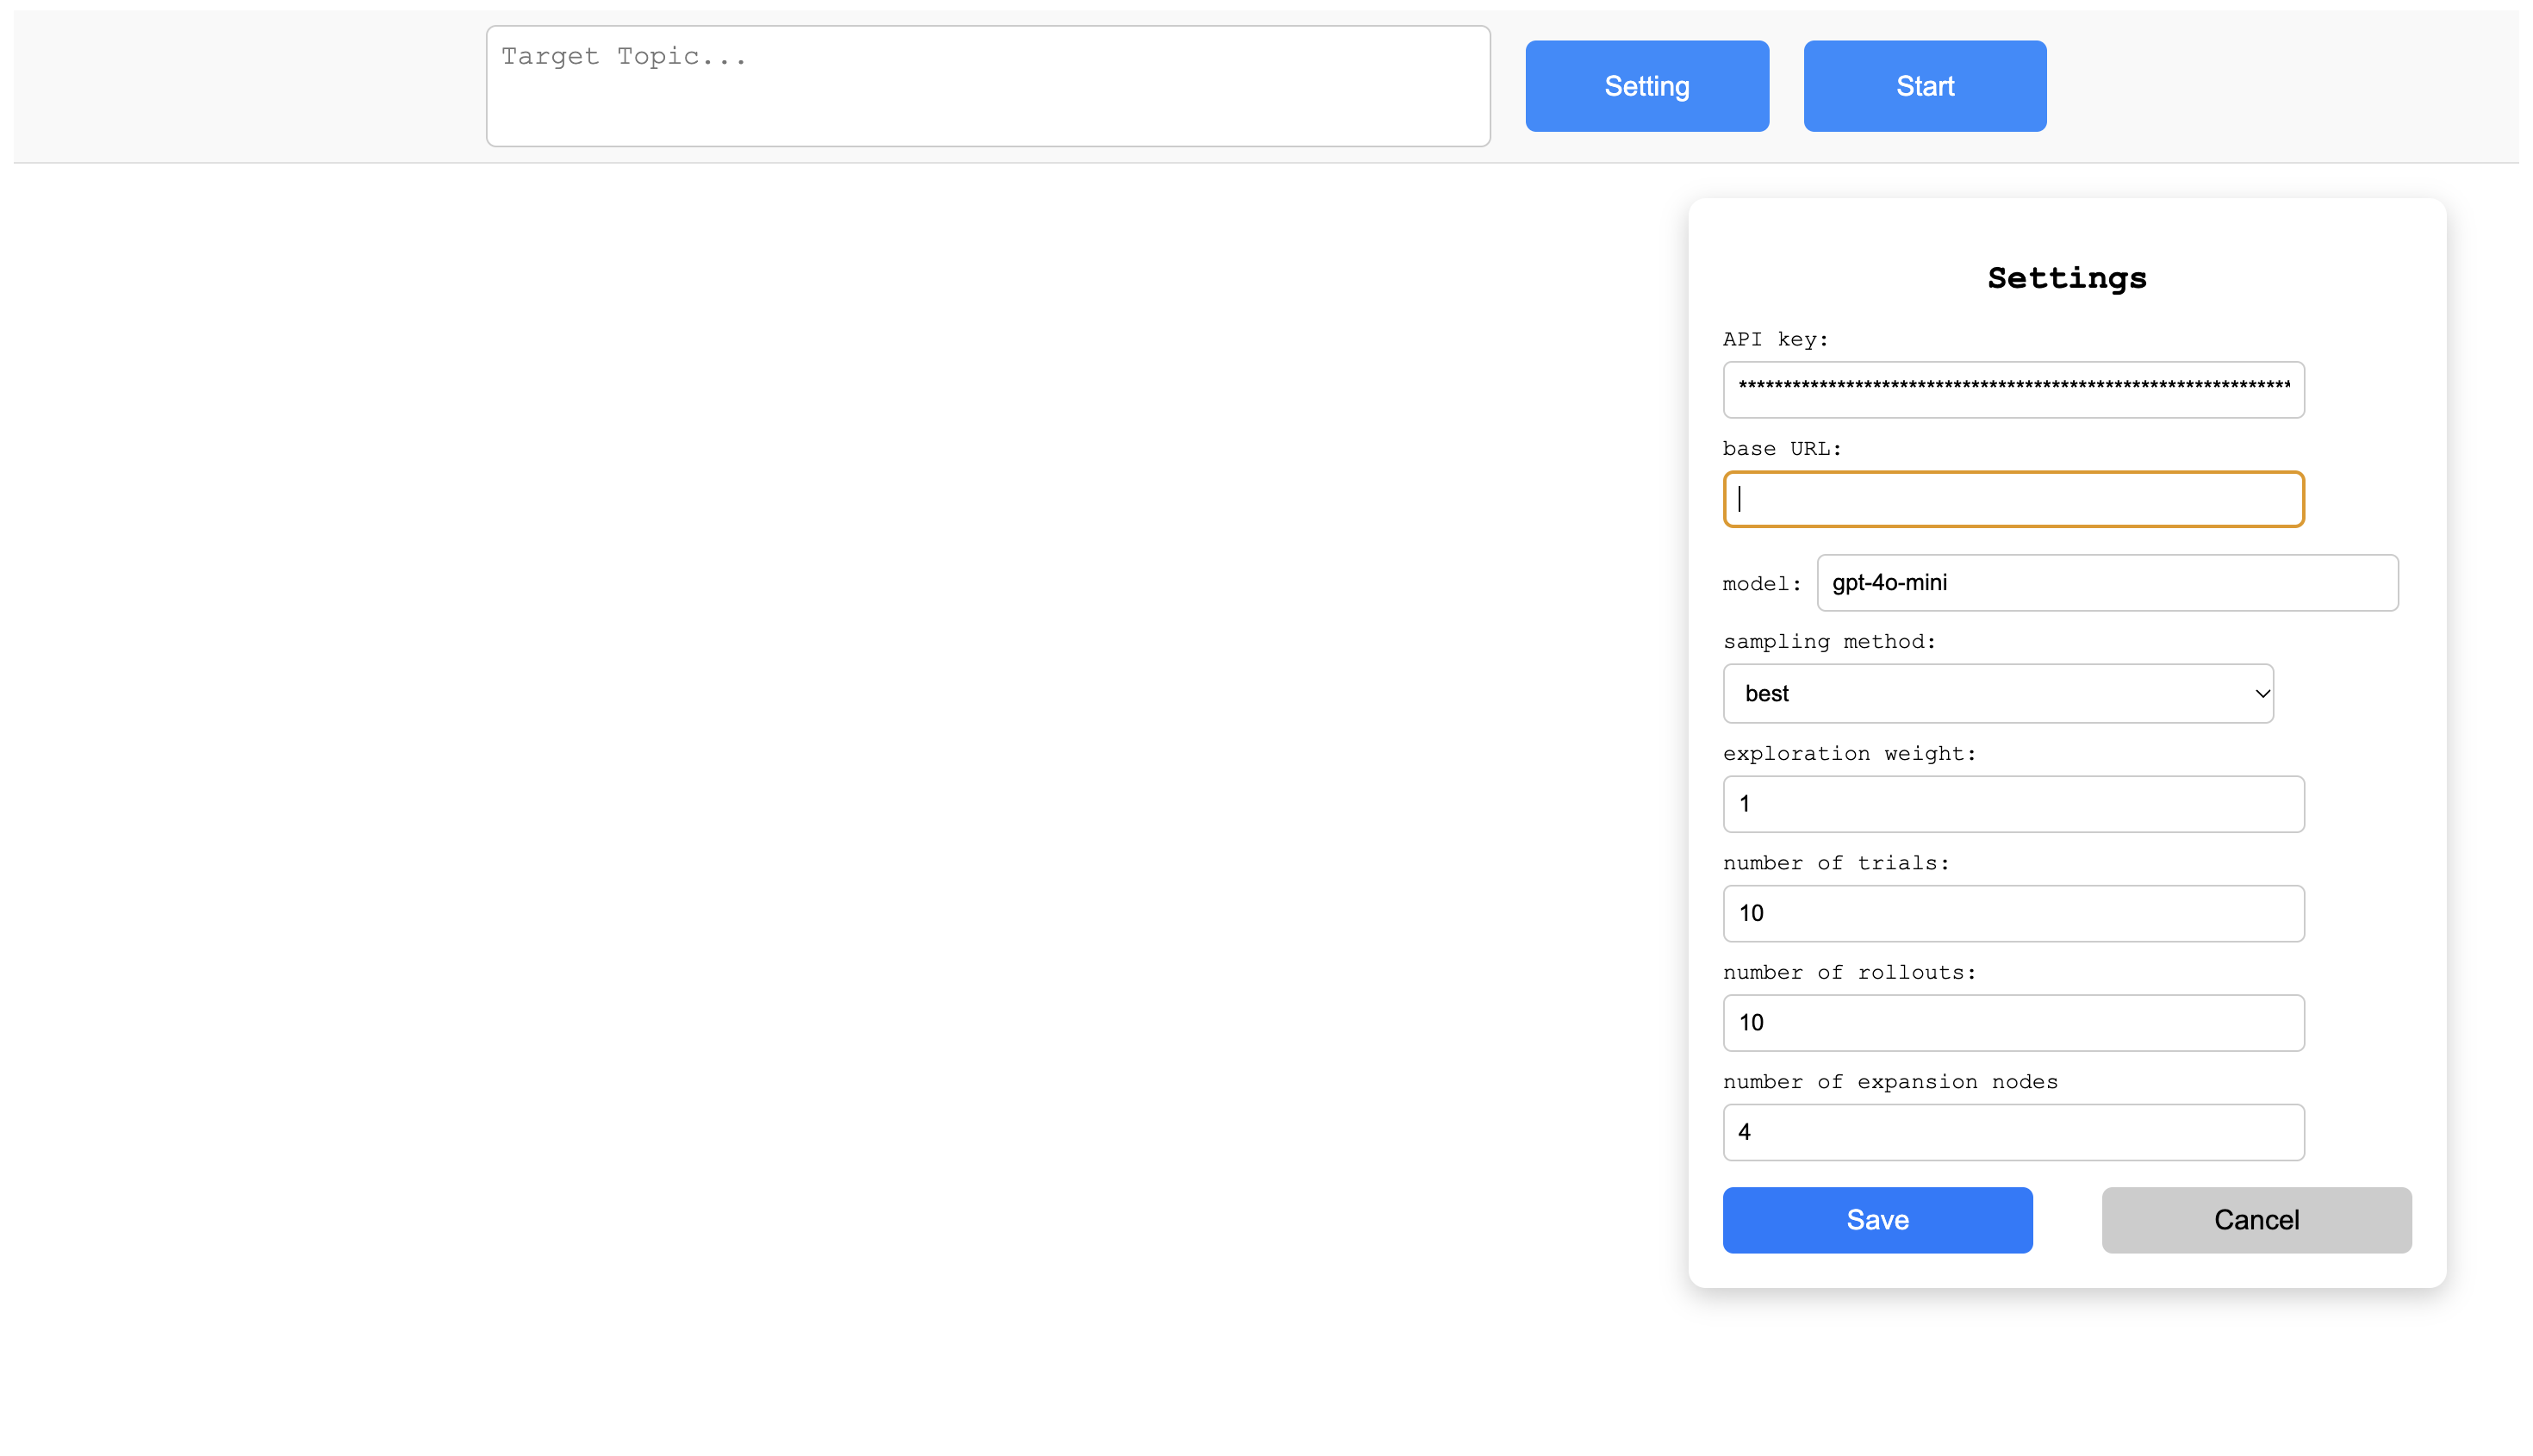 Target Topic...
Setting
Start
Settings
API key:
**************************************************************
base URL:
model: gpt-4o-mini
sampling method:
best
exploration weight:
1
number of trials:
10
number of rollouts:
10
number of expansion nodes
4
Save
Cancel